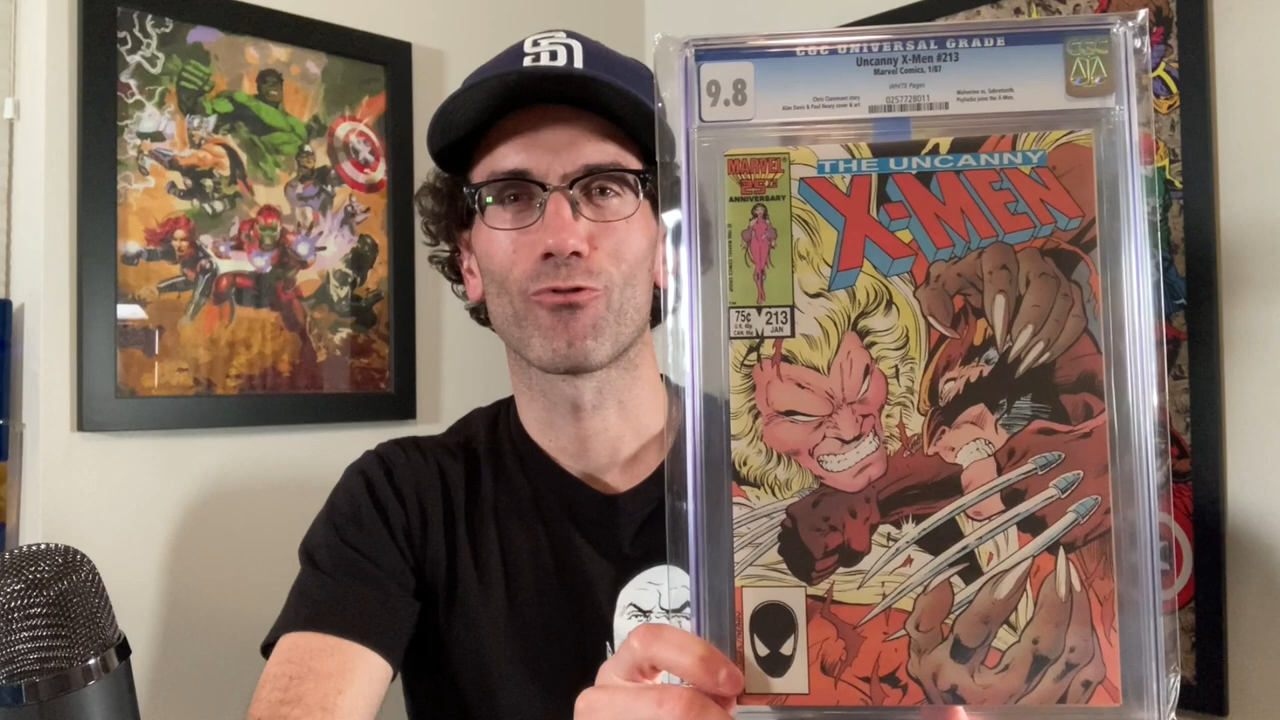 SD
CGC UNIVERSAL GRADE
9.8
Uncanny X-Men #213
Marvel Comics, 1/87
WHITE Pages
Chris Claremont story
Alan Davis & Paul Neary cover & art
0257728011
Wolverine vs. Sabretooth.
Psylocke joins the X-Men.
CGC
MARVEL
25TH
ANNIVERSARY
THE UNCANNY
X-MEN
75¢
213
JAN